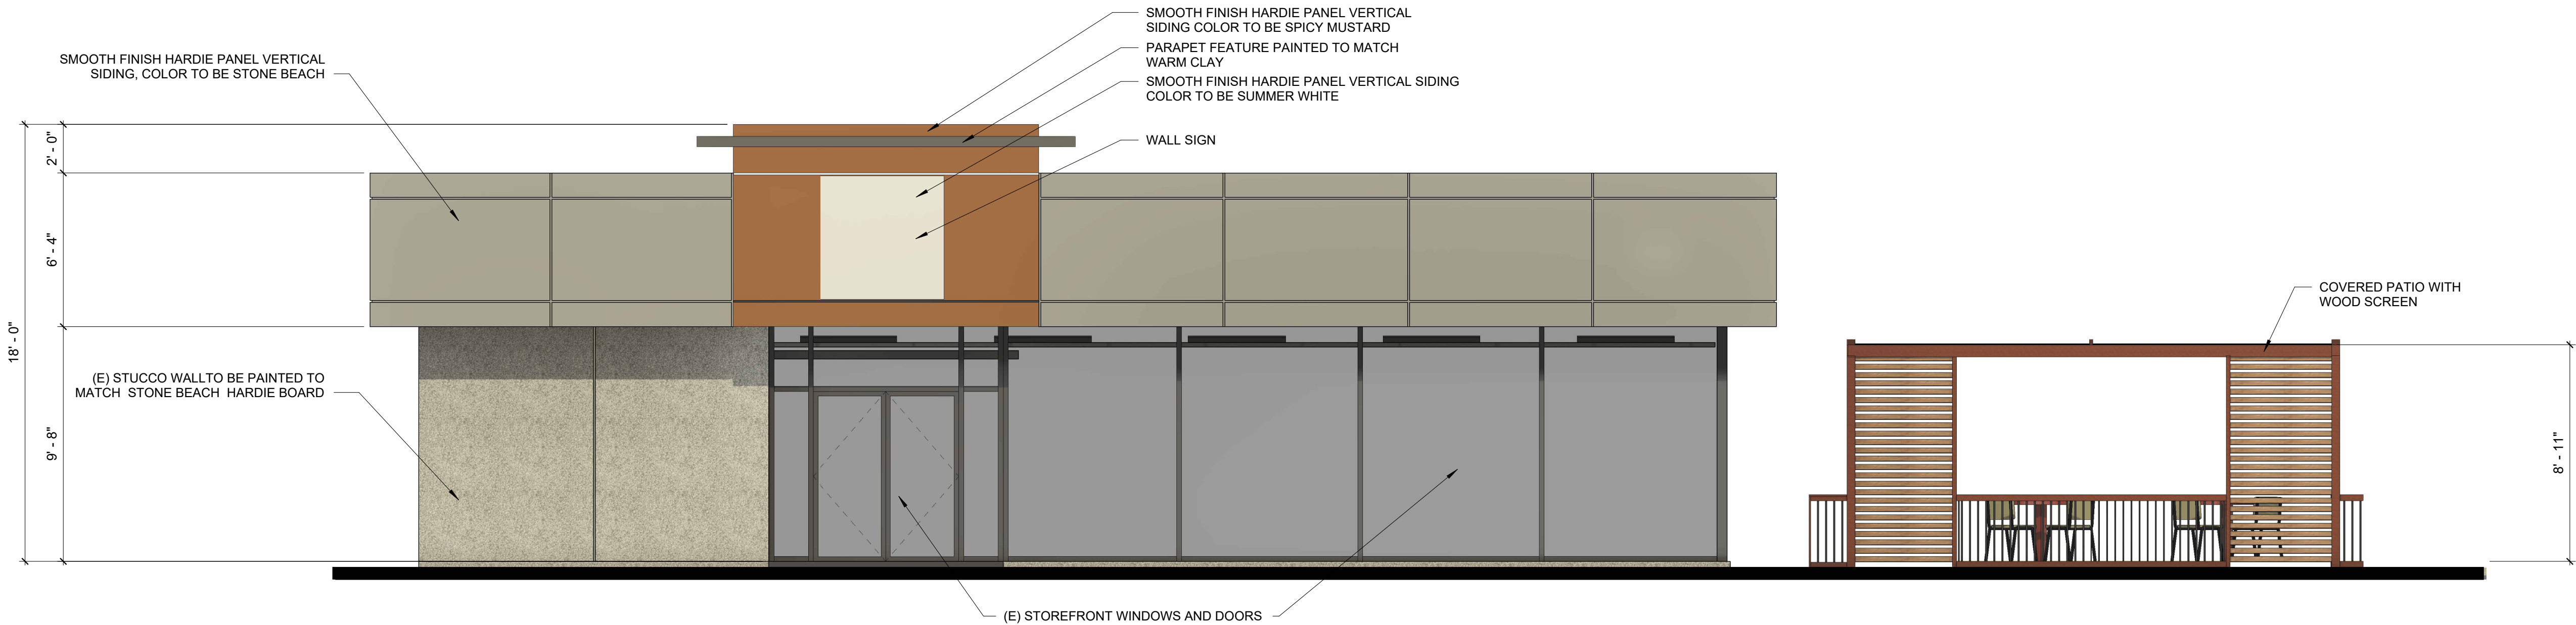 SMOOTH FINISH HARDIE PANEL VERTICAL
SIDING COLOR TO BE SPICY MUSTARD
PARAPET FEATURE PAINTED TO MATCH
WARM CLAY
SMOOTH FINISH HARDIE PANEL VERTICAL SIDING
COLOR TO BE SUMMER WHITE
WALL SIGN
SMOOTH FINISH HARDIE PANEL VERTICAL
SIDING, COLOR TO BE STONE BEACH
2' - 0"
6' - 4"
18' - 0"
9' - 8"
(E) STUCCO WALLTO BE PAINTED TO
MATCH  STONE BEACH  HARDIE BOARD
COVERED PATIO WITH
WOOD SCREEN
8' - 11"
(E) STOREFRONT WINDOWS AND DOORS